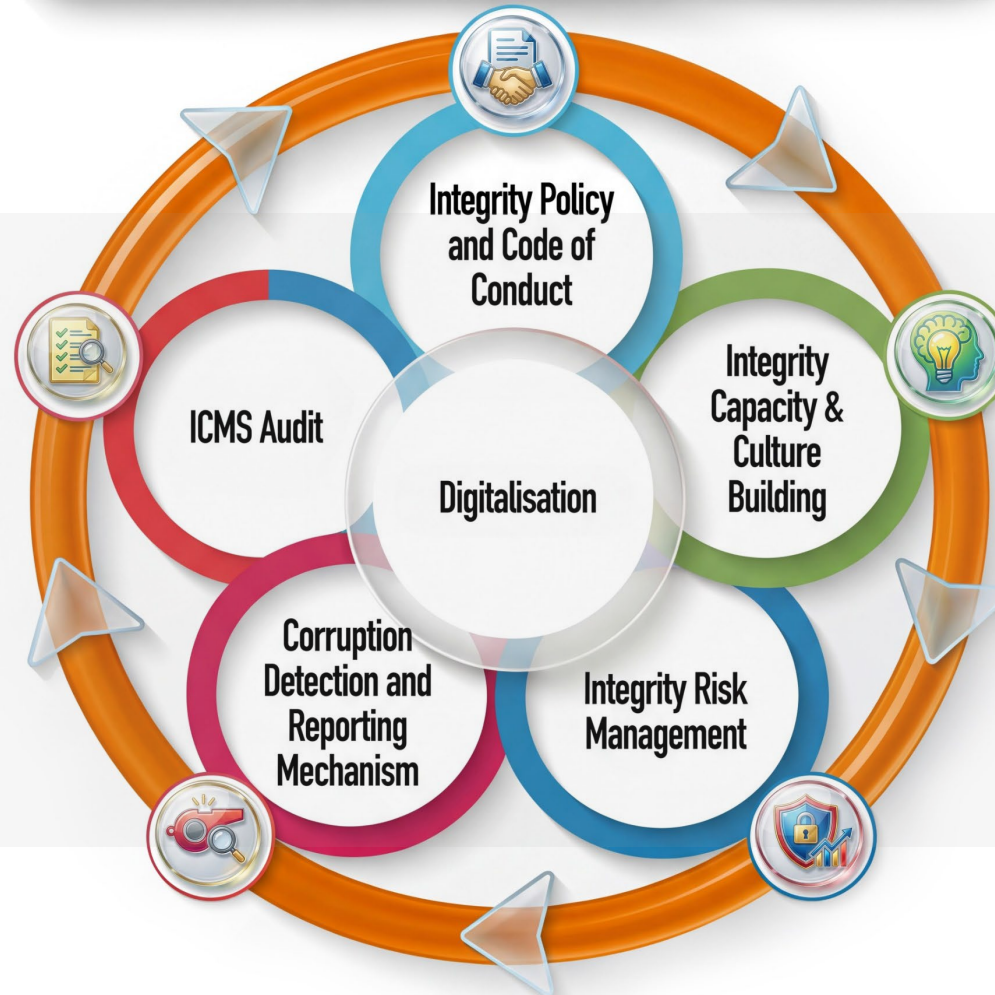 Integrity Policy
and Code of
Conduct
Integrity
Capacity &
Culture
Building
ICMS Audit
Digitalisation
Corruption
Detection and
Reporting
Mechanism
Integrity Risk
Management